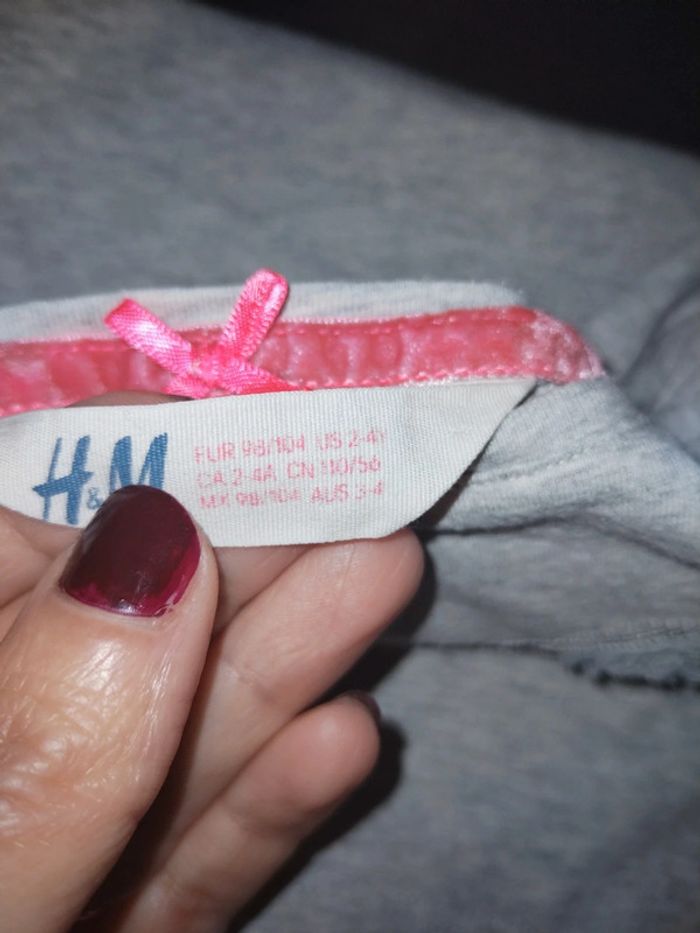 H&M
EUR 98/104 US 2-4Y
CA 2-4A CN 110/56
MX 98/104 AUS 3-4